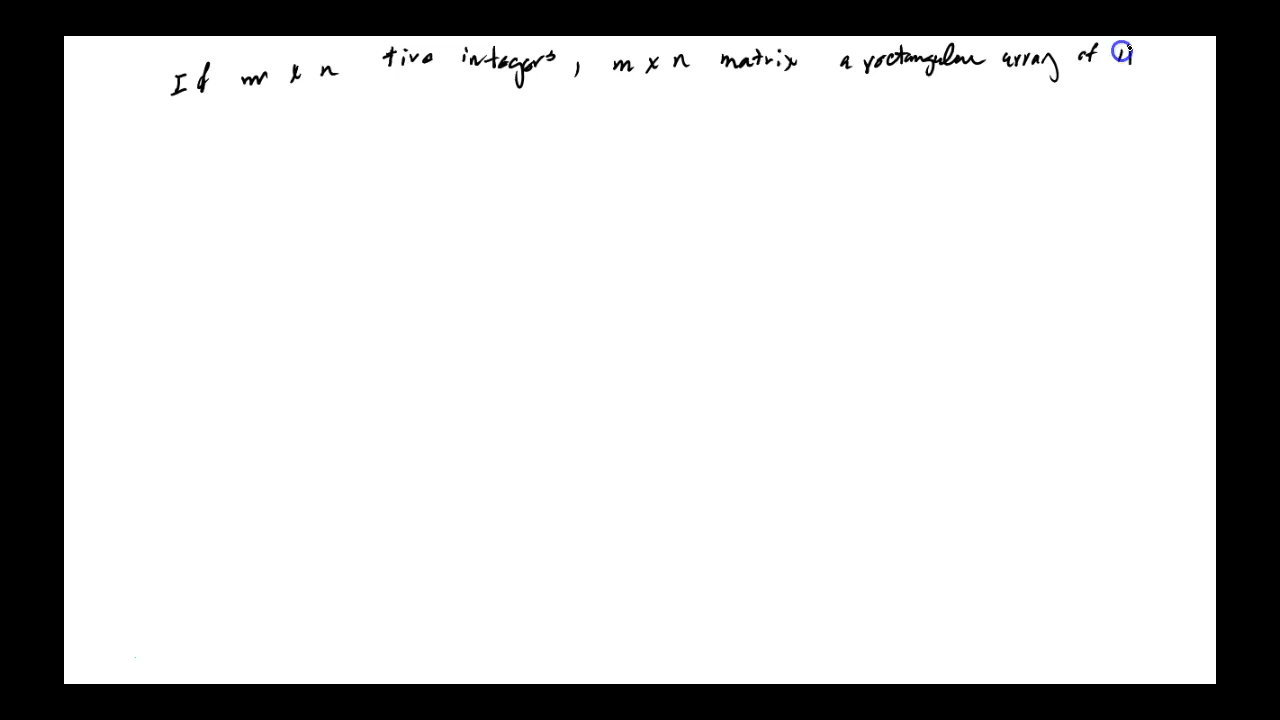 If m & n +ive integers, m x n matrix a rectangular array of